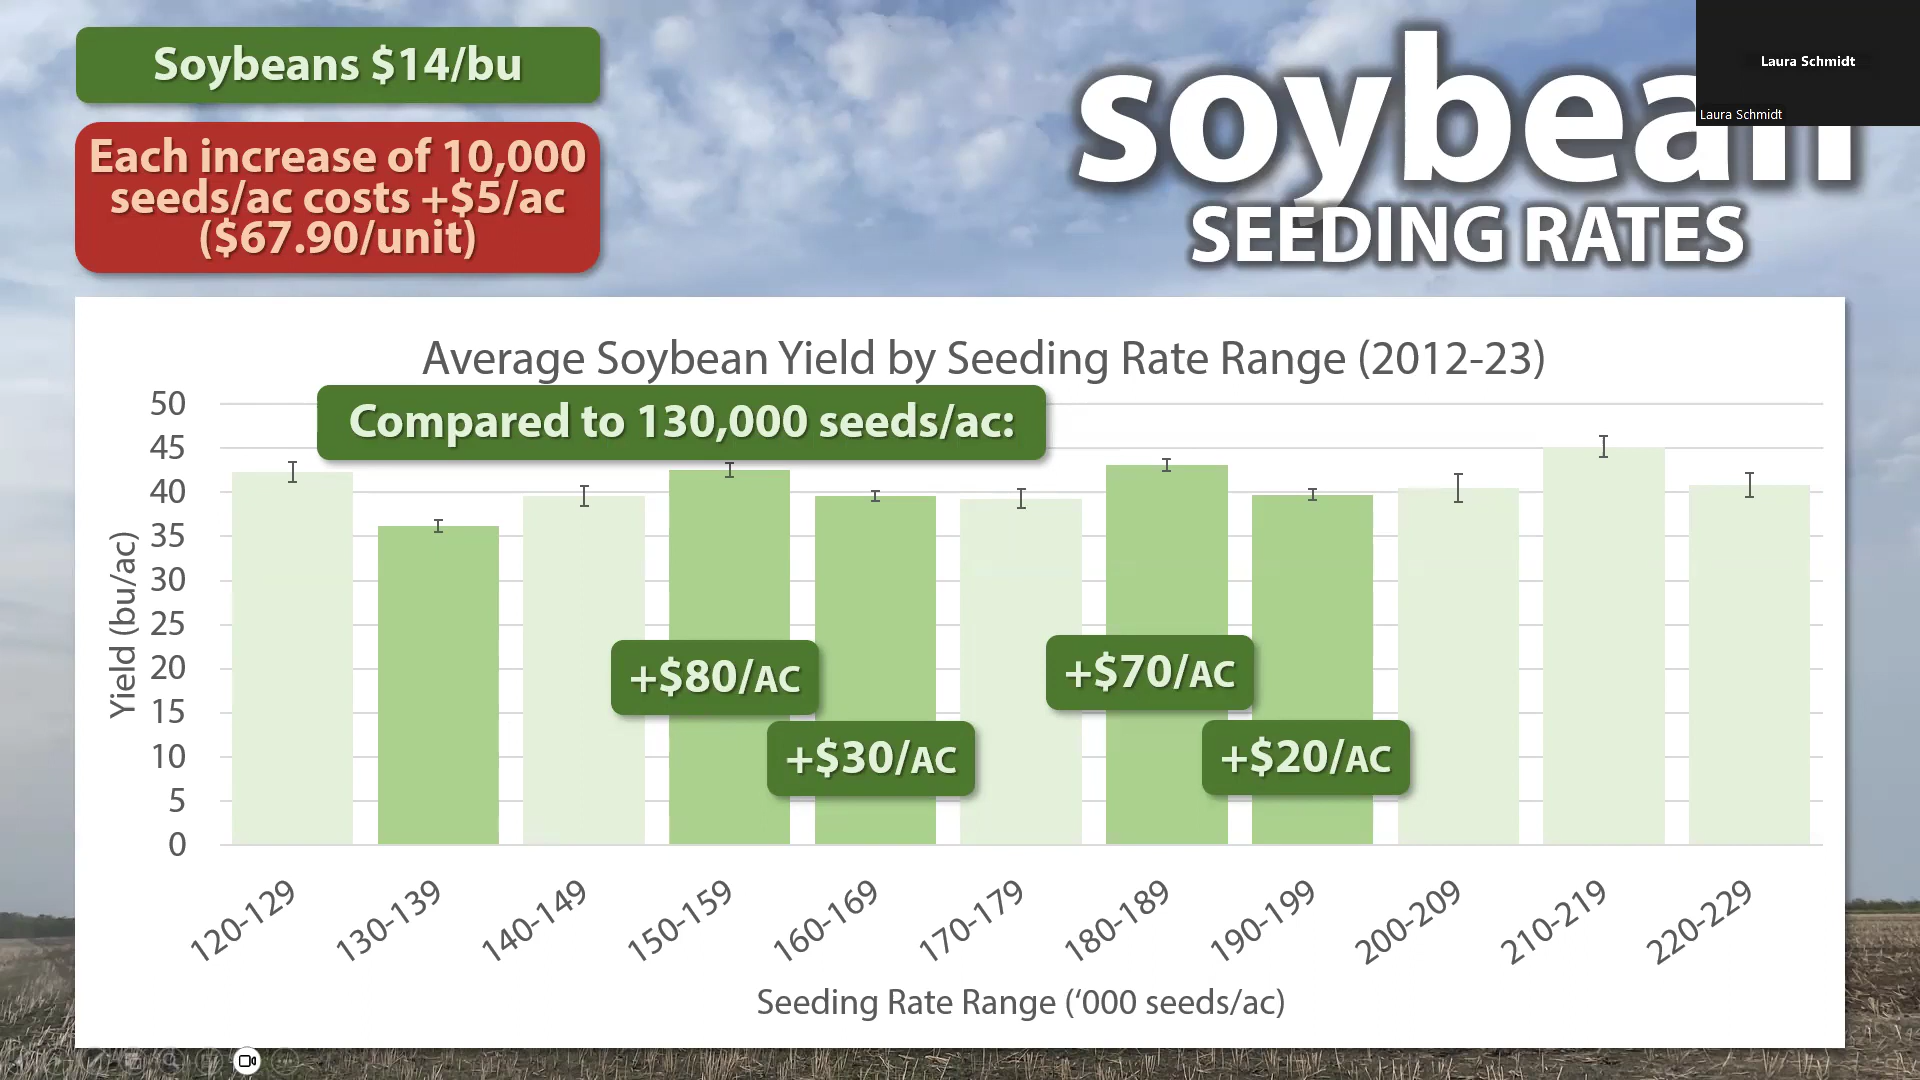 Soybeans $14/bu
Each increase of 10,000
seeds/ac costs +$5/ac
($67.90/unit)
soybean
SEEDING RATES
Laura Schmidt
Laura Schmidt
Average Soybean Yield by Seeding Rate Range (2012-23)
Compared to 130,000 seeds/ac:
Yield (bu/ac)
50
45
40
35
30
25
20
15
10
5
0
+$80/AC
+$30/AC
+$70/AC
+$20/AC
120-129
130-139
140-149
150-159
160-169
170-179
180-189
190-199
200-209
210-219
220-229
Seeding Rate Range (‘000 seeds/ac)